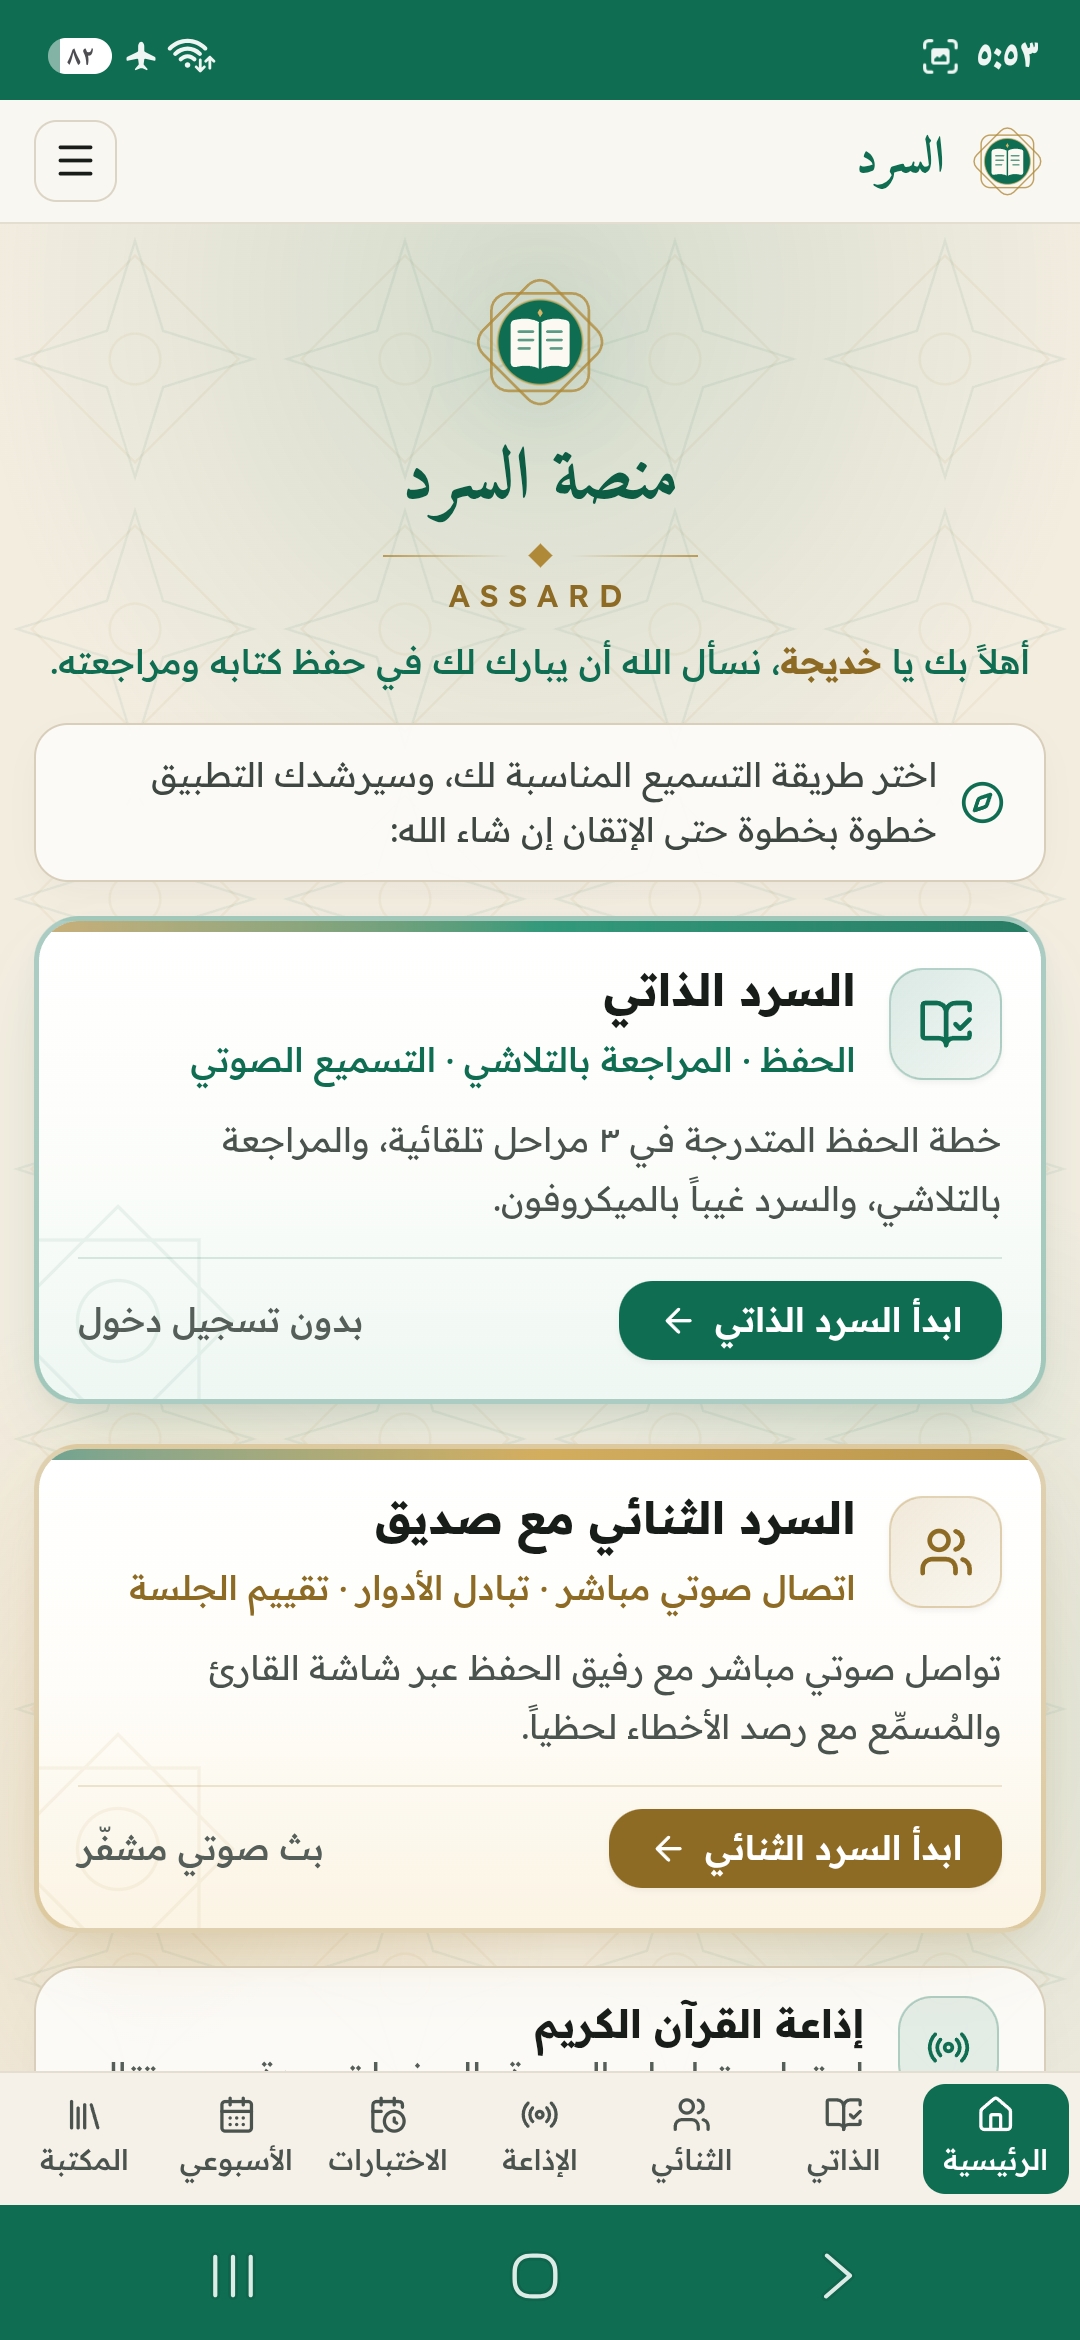 ٥:٥٣
٨٢
السرد
منصة السرد
ASSARD
أهلاً بك يا خديجة، نسأل الله أن يبارك لك في حفظ كتابه ومراجعته.
اختر طريقة التسميع المناسبة لك، وسيرشدك التطبيق
خطوة بخطوة حتى الإتقان إن شاء الله:
السرد الذاتي
الحفظ · المراجعة بالتلاشي · التسميع الصوتي
خطة الحفظ المتدرجة في ٣ مراحل تلقائية، والمراجعة
بالتلاشي، والسرد غيباً بالميكروفون.
ابدأ السرد الذاتي ←
بدون تسجيل دخول
السرد الثنائي مع صديق
اتصال صوتي مباشر · تبادل الأدوار · تقييم الجلسة
تواصل صوتي مباشر مع رفيق الحفظ عبر شاشة القارئ
والمُسمِّع مع رصد الأخطاء لحظياً.
ابدأ السرد الثنائي ←
بث صوتي مشفّر
إذاعة القرآن الكريم
الرئيسية
الذاتي
الثنائي
الإذاعة
الاختبارات
الأسبوعي
المكتبة